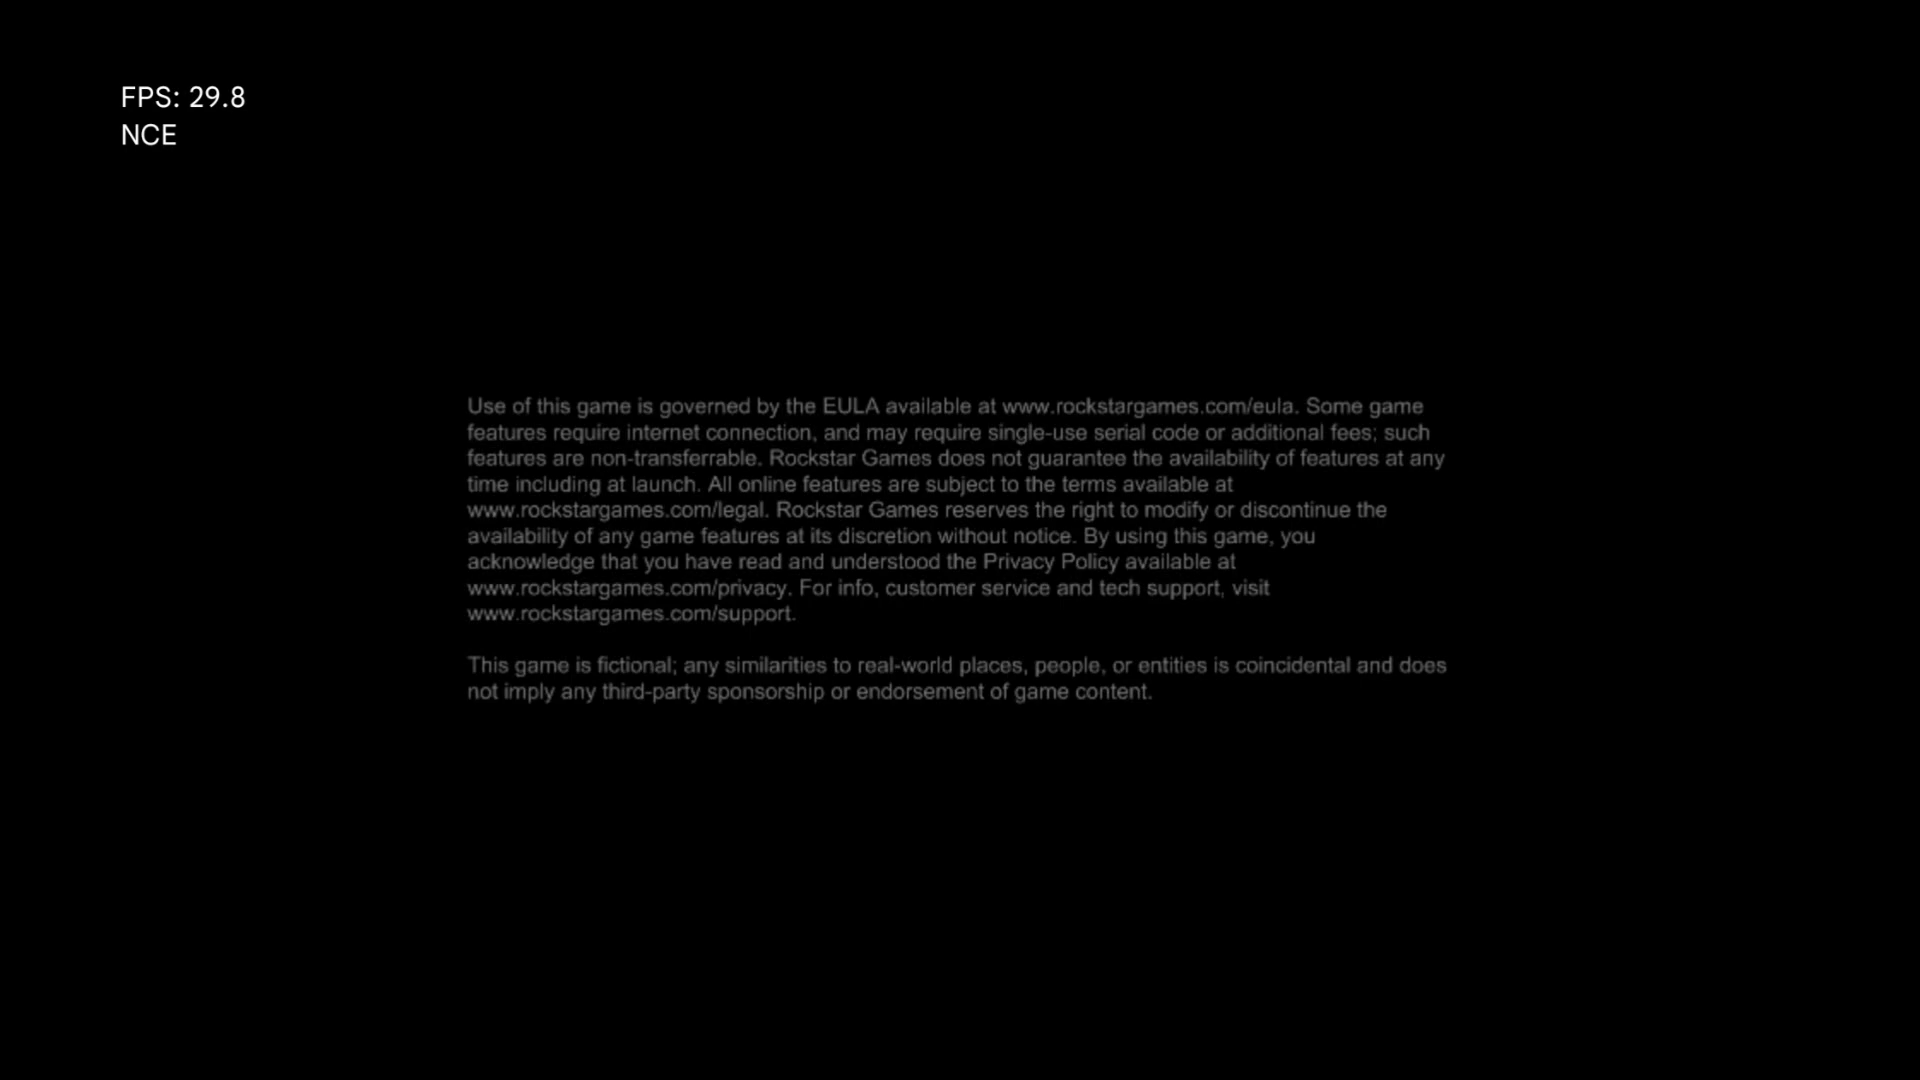 FPS: 29.8
NCE
Use of this game is governed by the EULA available at www.rockstargames.com/eula. Some game
features require internet connection, and may require single-use serial code or additional fees; such
features are non-transferrable. Rockstar Games does not guarantee the availability of features at any
time including at launch. All online features are subject to the terms available at
www.rockstargames.com/legal. Rockstar Games reserves the right to modify or discontinue the
availability of any game features at its discretion without notice. By using this game, you
acknowledge that you have read and understood the Privacy Policy available at
www.rockstargames.com/privacy. For info, customer service and tech support, visit
www.rockstargames.com/support.
This game is fictional; any similarities to real-world places, people, or entities is coincidental and does
not imply any third-party sponsorship or endorsement of game content.